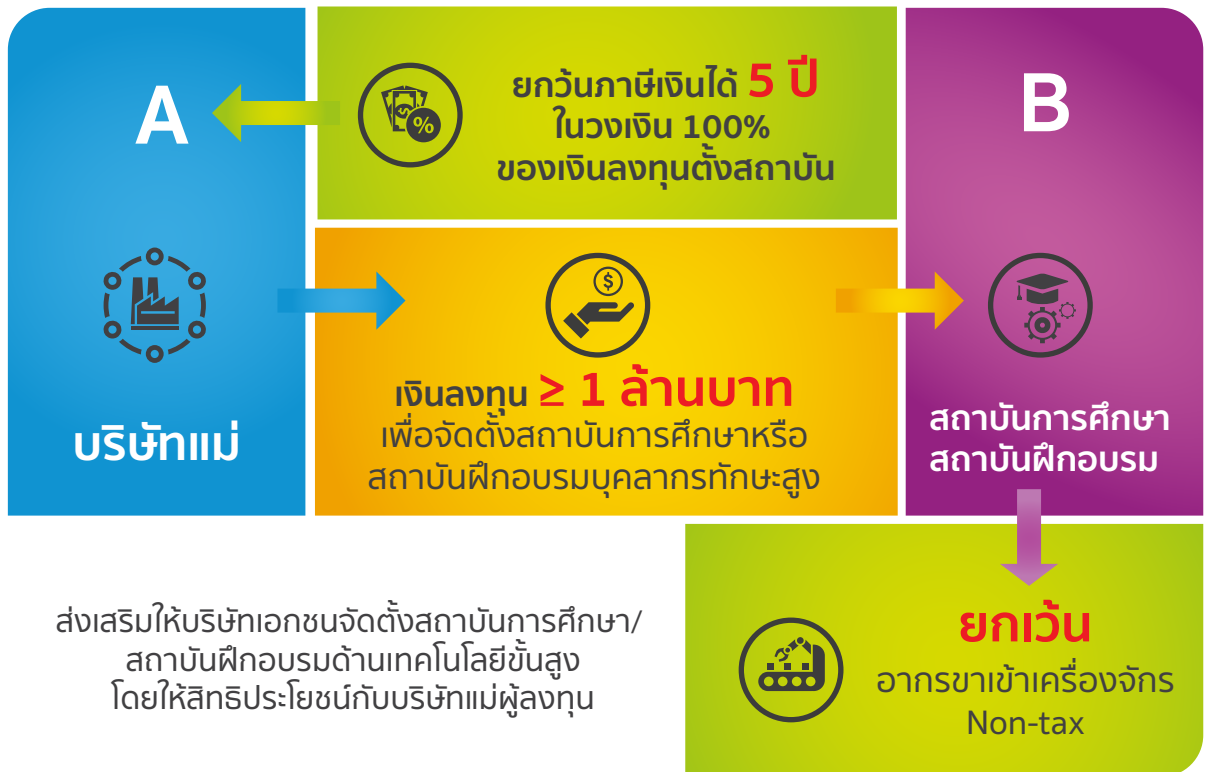 A
ยกว้นภาษีเงินได้ 5 ปี
ในวงเงิน 100%
ของเงินลงทุนตั้งสถาบัน
B
บริษัทแม่
เงินลงทุน ≥ 1 ล้านบาท
เพื่อจัดตั้งสถาบันการศึกษาหรือ
สถาบันฝึกอบรมบุคลากรทักษะสูง
สถาบันการศึกษา
สถาบันฝึกอบรม
ส่งเสริมให้บริษัทเอกชนจัดตั้งสถาบันการศึกษา/
สถาบันฝึกอบรมด้านเทคโนโลยีขั้นสูง
โดยให้สิทธิประโยชน์กับบริษัทแม่ผู้ลงทุน
ยกเว้น
อากรขาเข้าเครื่องจักร
Non-tax